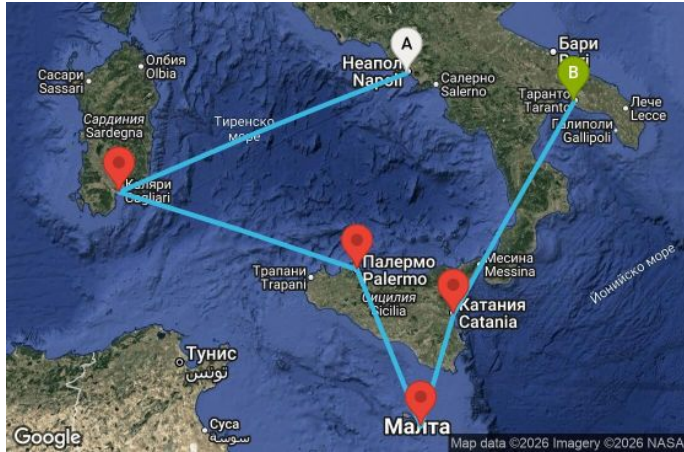 A
Бари
Bari
Неапол
Napoli
B
Олбия
Olbia
Сасари
Sassari
Салерно
Salerno
Таранто
Taranto
Лече
Lecce
Сардиния
Sardegna
Тиренско
море
Галиполи
Gallipoli
Каляри
Cagliari
Палермо
Palermo
Месина
Messina
Йонийско море
Трапани
Trapani
Сицилия
Sicilia
Катания
Catania
Тунис
تونس
Малта
Суса
سوسة
Google
Map data ©2026 Imagery ©2026 NASA